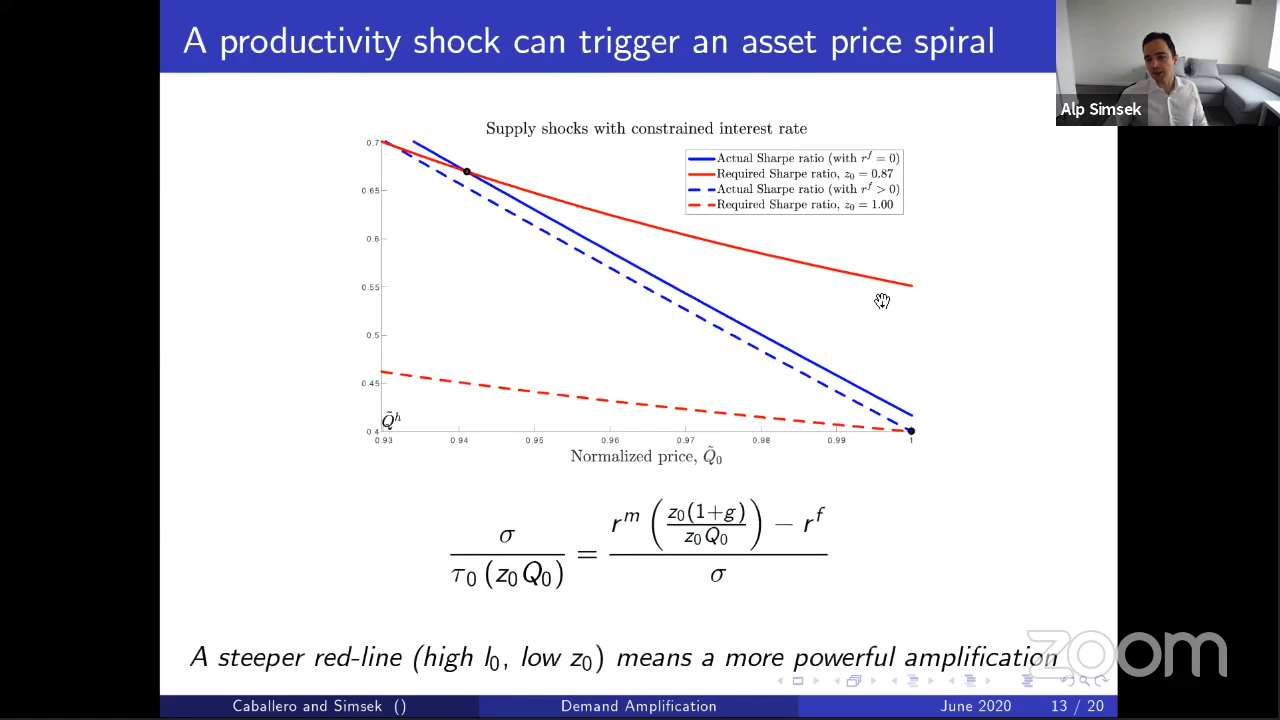 A productivity shock can trigger an asset price spiral
Alp Simsek
Supply shocks with constrained interest rate
Actual Sharpe ratio (with r^f = 0)
Required Sharpe ratio, z_0 = 0.87
Actual Sharpe ratio (with r^f > 0)
Required Sharpe ratio, z_0 = 1.00
0.7
0.65
0.6
0.55
0.5
0.45
0.4
Q̃^h
0.93 0.94 0.95 0.96 0.97 0.98 0.99 1
Normalized price, Q̃_0
σ / τ_0 (z_0 Q_0) = (r^m (z_0(1+g) / z_0 Q_0) − r^f) / σ
A steeper red-line (high l_0, low z_0) means a more powerful amplification
zoom
Caballero and Simsek () Demand Amplification June 2020 13 / 20